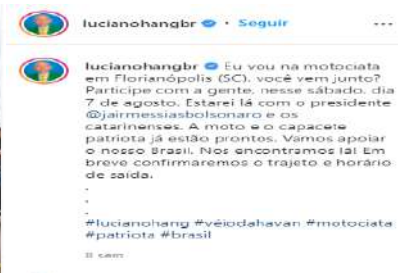 lucianohangbr • Seguir ...
lucianohangbr Eu vou na motociata
em Florianópolis (SC), você vem junto?
Participe com a gente, nesse sábado, dia
7 de agosto. Estarei lá com o presidente
@jairmessiasbolsonaro e os
catarinenses. A moto e o capacete
patriota já estão prontos. Vamos apoiar
o nosso Brasil. Nos encontramos lá! Em
breve confirmaremos o trajeto e horário
de saída.
.
.
.
#lucianohang #véiodahavan #motociata
#patriota #brasil
8 sem